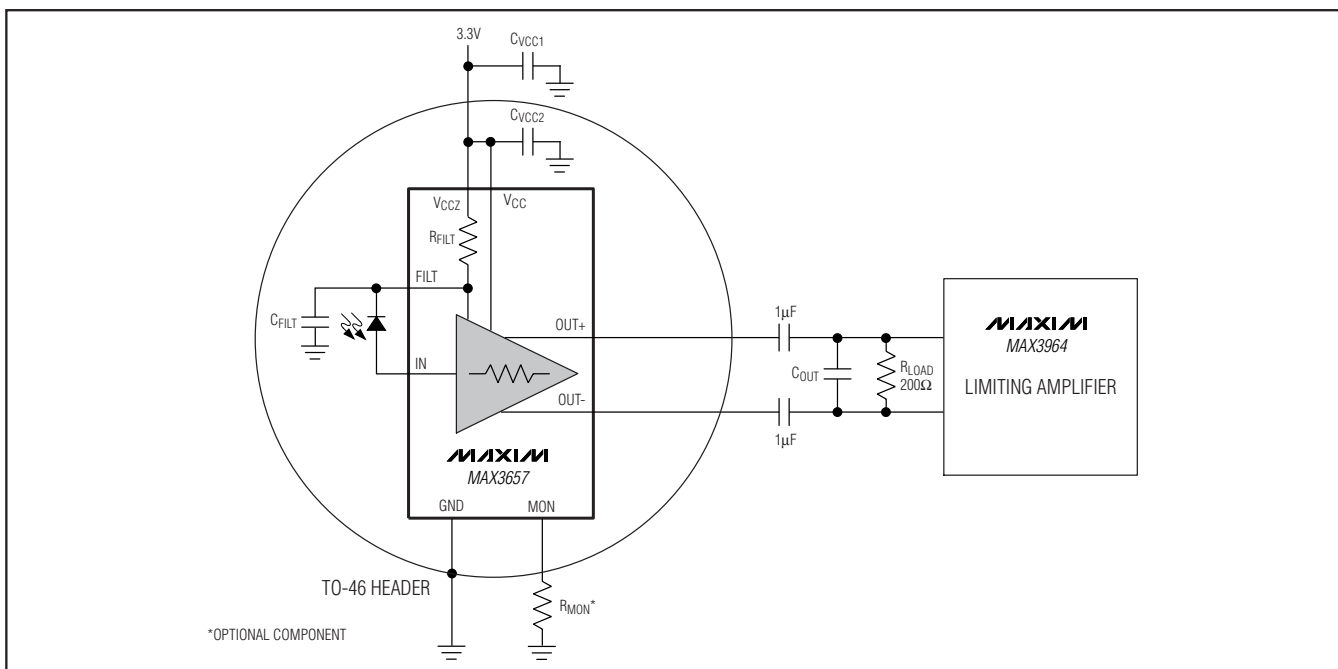 3.3V
CVCC1
CVCC2
VCCZ
VCC
RFILT
FILT
CFILT
IN
OUT+
OUT-
1µF
1µF
COUT
RLOAD
200Ω
MAXIM
MAX3964
LIMITING AMPLIFIER
MAXIM
MAX3657
GND
MON
TO-46 HEADER
RMON*
*OPTIONAL COMPONENT